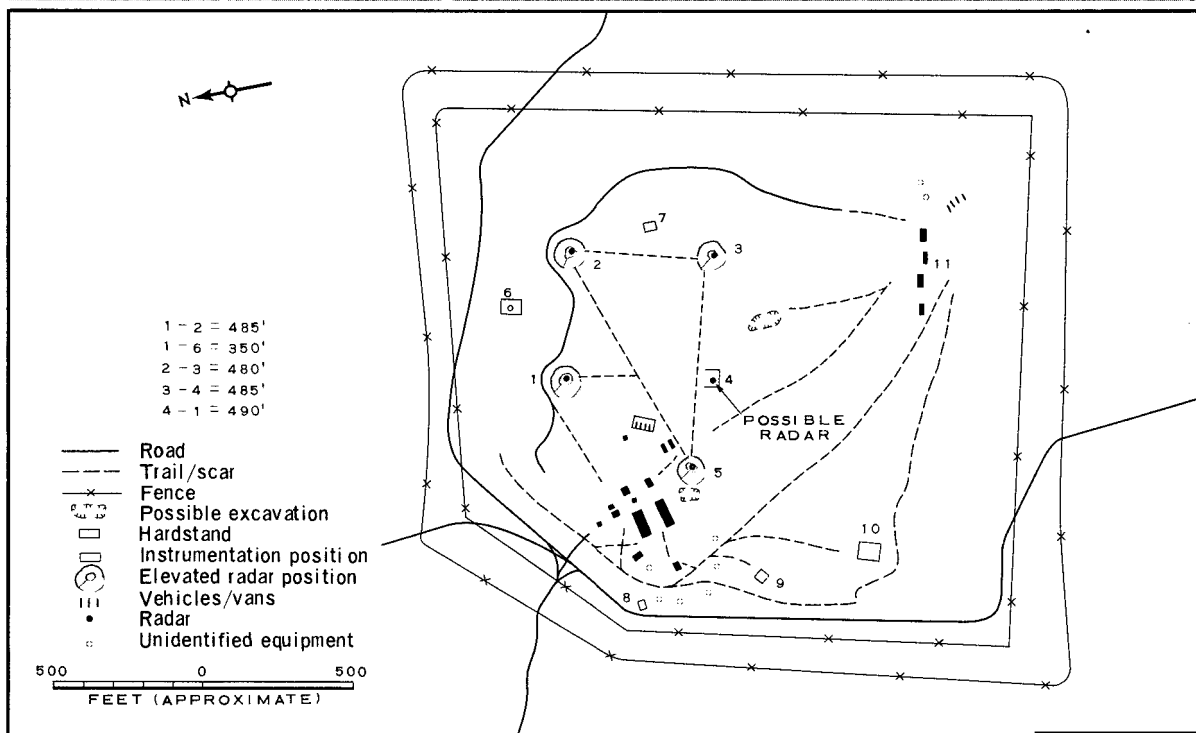 N
7
2
3
6
11
1 - 2 = 485'
1 - 6 = 350'
2 - 3 = 480'
3 - 4 = 485'
4 - 1 = 490'
1
4
POSSIBLE
RADAR
5
Road
Trail/scar
Fence
Possible excavation
Hardstand
Instrumentation position
Elevated radar position
Vehicles/vans
Radar
Unidentified equipment
10
9
8
500 0 500
FEET (APPROXIMATE)